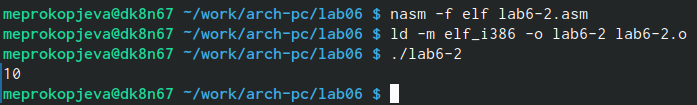 meprokopjeva@dk8n67 ~/work/arch-pc/lab06 $ nasm -f elf lab6-2.asm
meprokopjeva@dk8n67 ~/work/arch-pc/lab06 $ ld -m elf_i386 -o lab6-2 lab6-2.o
meprokopjeva@dk8n67 ~/work/arch-pc/lab06 $ ./lab6-2
10
meprokopjeva@dk8n67 ~/work/arch-pc/lab06 $